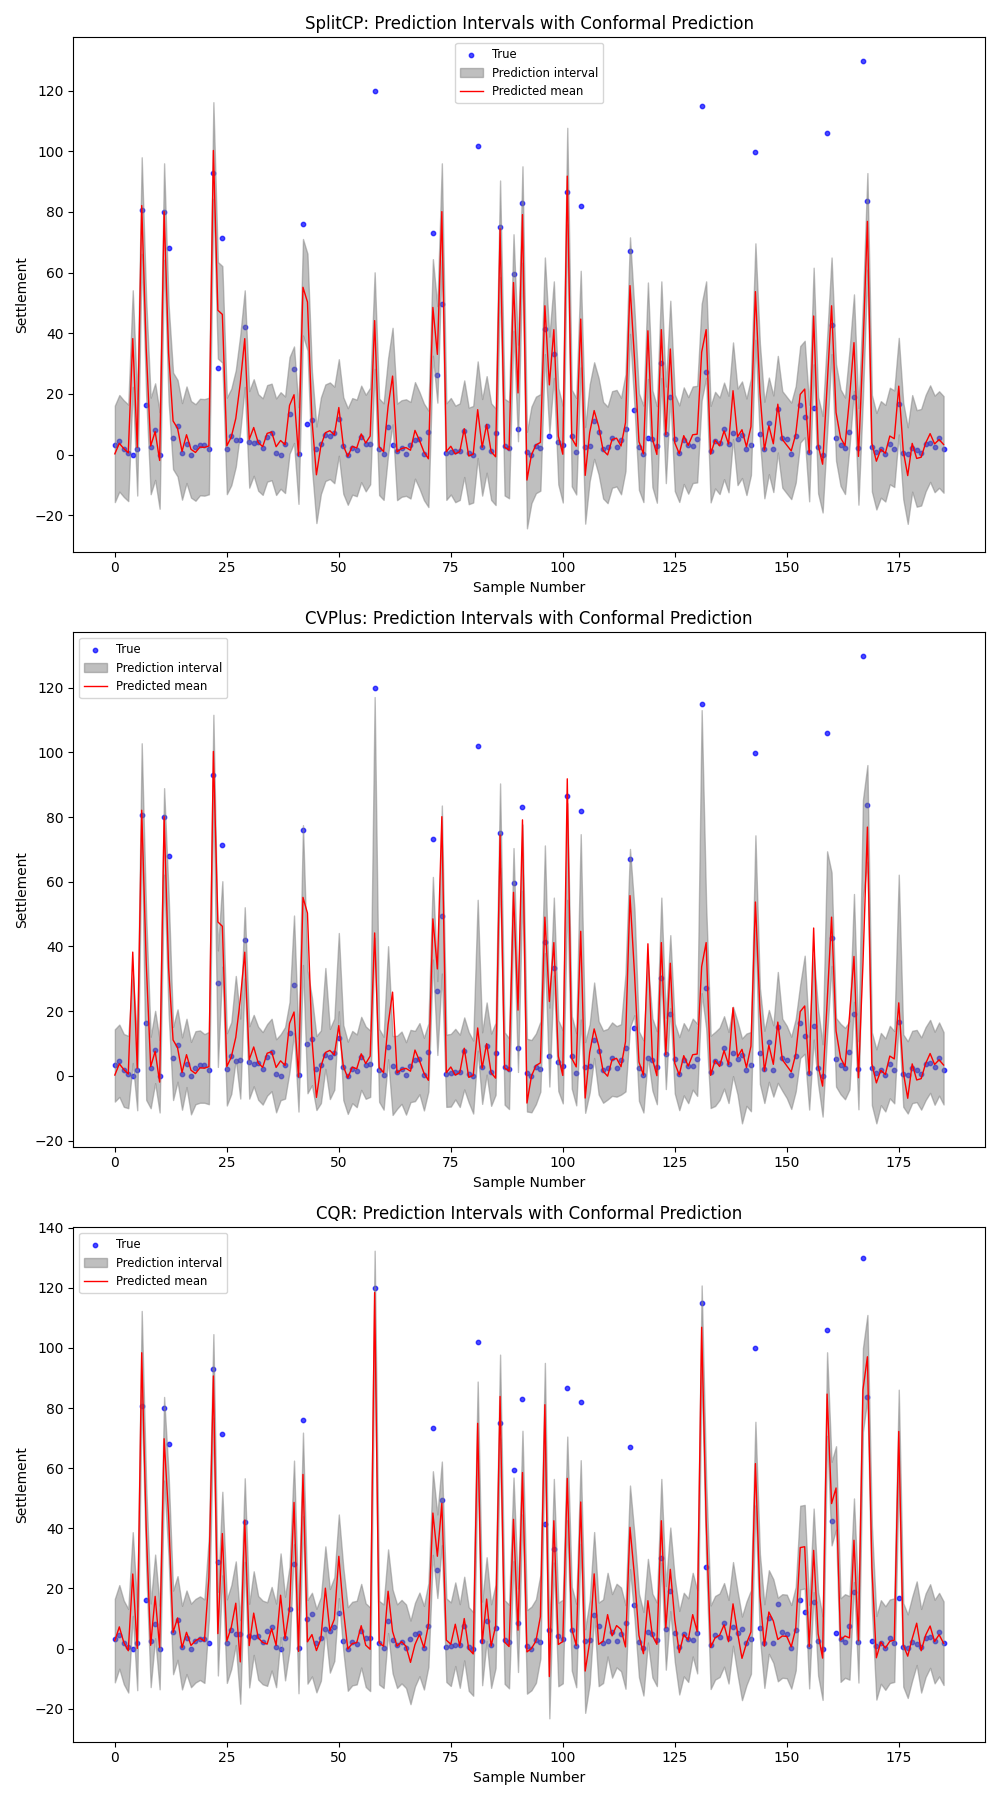 SplitCP: Prediction Intervals with Conformal Prediction
True
Prediction interval
Predicted mean
Settlement
120
100
80
60
40
20
0
−20
0 25 50 75 100 125 150 175
Sample Number
CVPlus: Prediction Intervals with Conformal Prediction
True
Prediction interval
Predicted mean
Settlement
120
100
80
60
40
20
0
−20
0 25 50 75 100 125 150 175
Sample Number
CQR: Prediction Intervals with Conformal Prediction
True
Prediction interval
Predicted mean
Settlement
140
120
100
80
60
40
20
0
−20
0 25 50 75 100 125 150 175
Sample Number